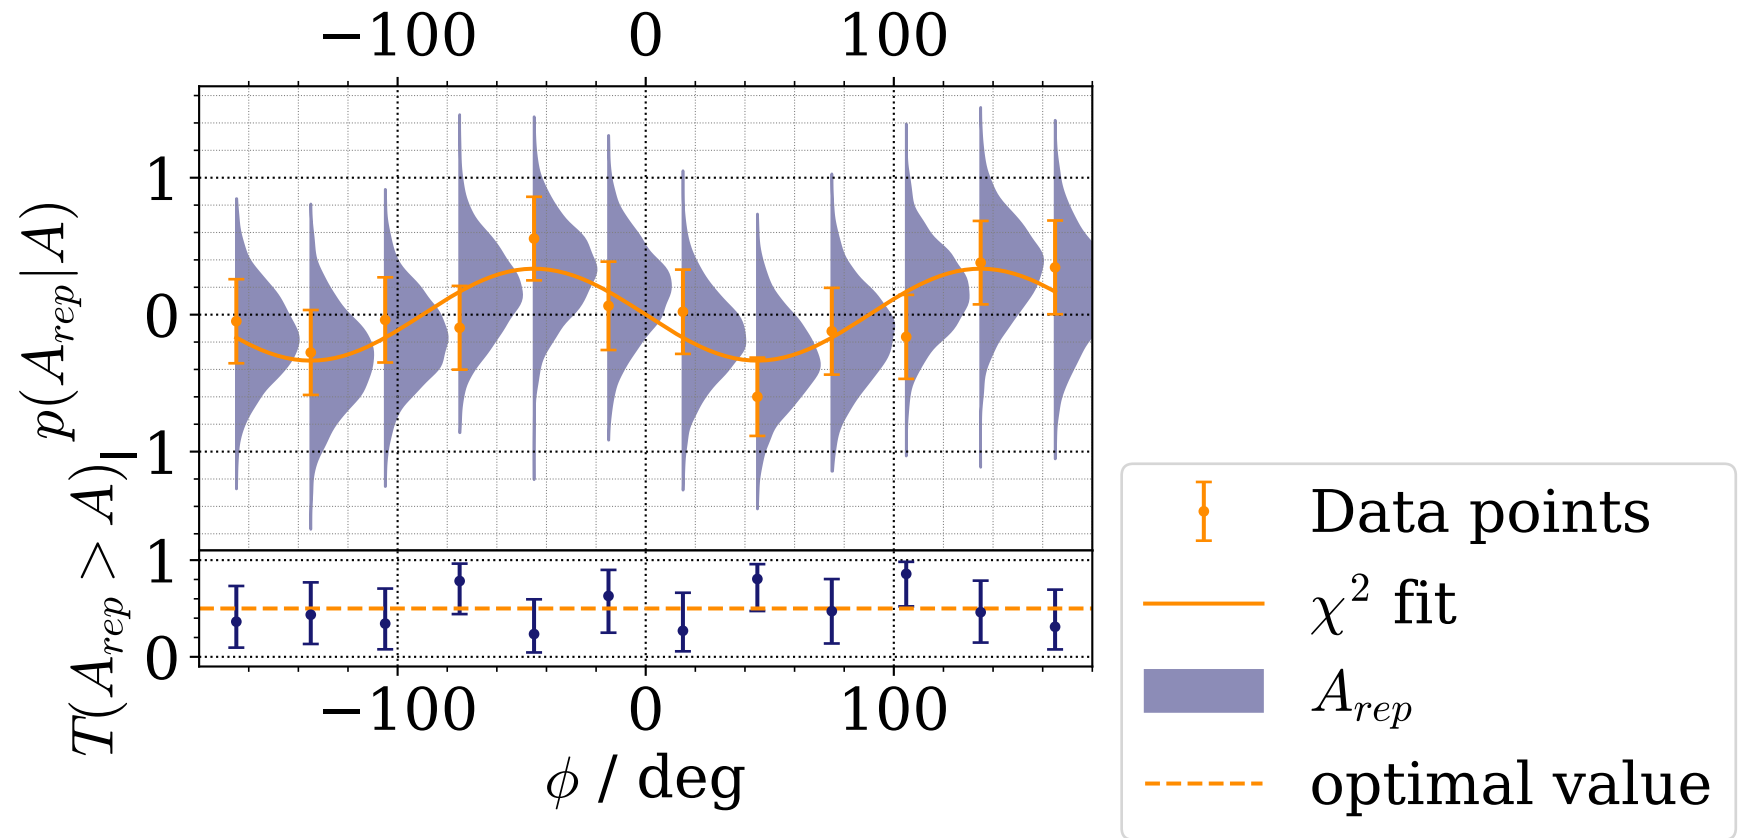 −100 0 100
p(A_rep|A)
1
0
−1
T(A_rep > A)
1
0
−100 0 100
ϕ / deg
Data points
χ² fit
A_rep
optimal value